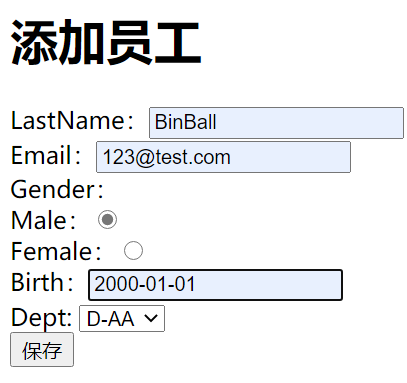 添加员工
LastName： BinBall
Email： 123@test.com
Gender：
Male：
Female：
Birth： 2000-01-01
Dept: D-AA
保存